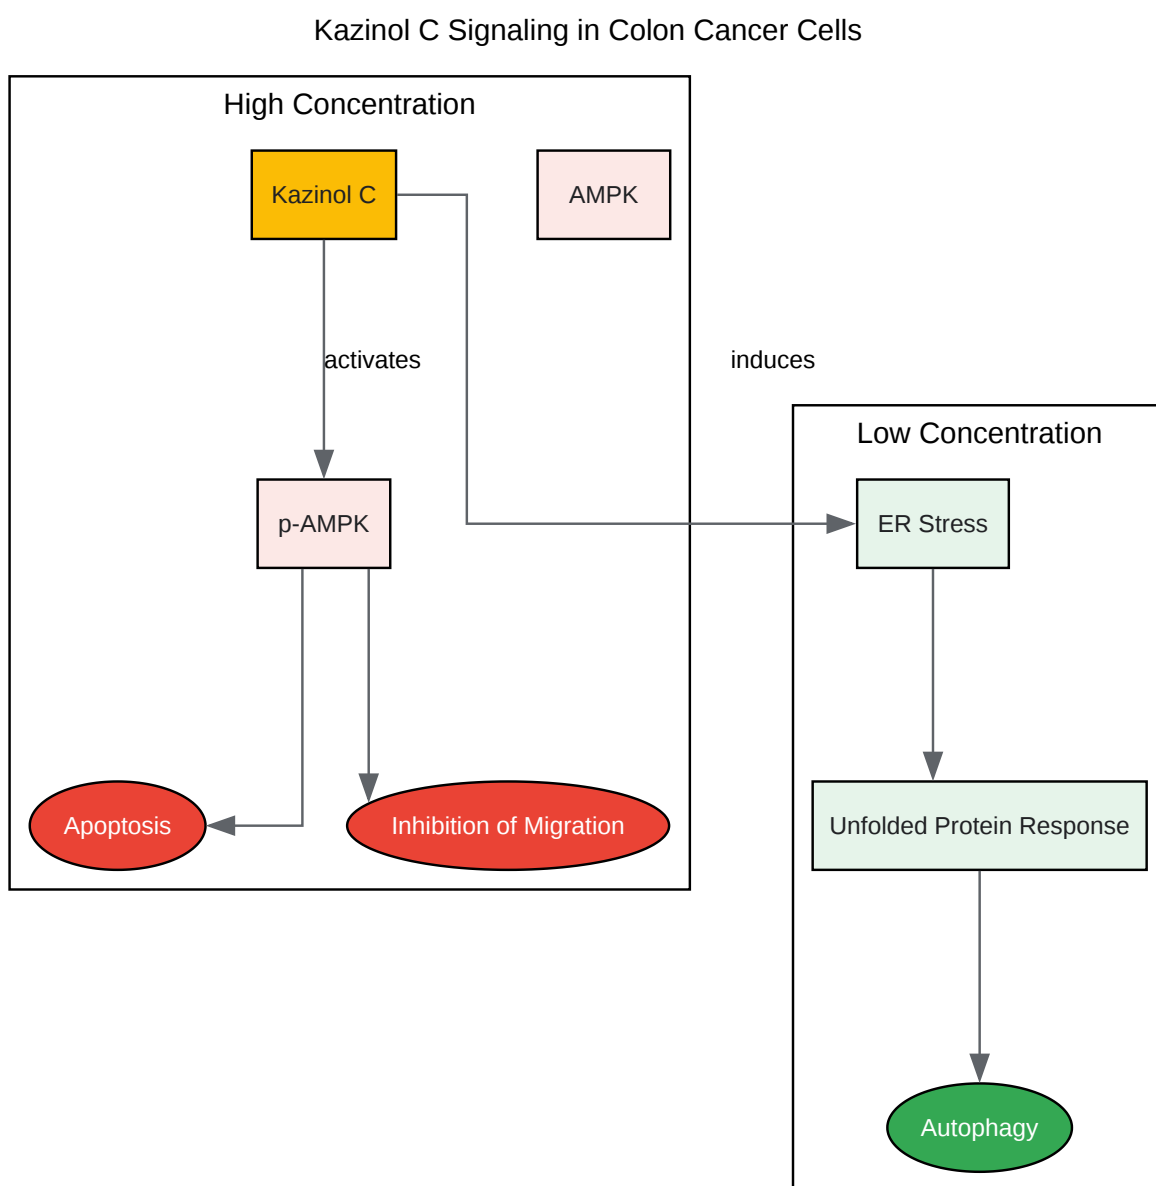 Kazinol C Signaling in Colon Cancer Cells
High Concentration
Kazinol C
AMPK
activates
induces
Low Concentration
p-AMPK
ER Stress
Apoptosis
Inhibition of Migration
Unfolded Protein Response
Autophagy